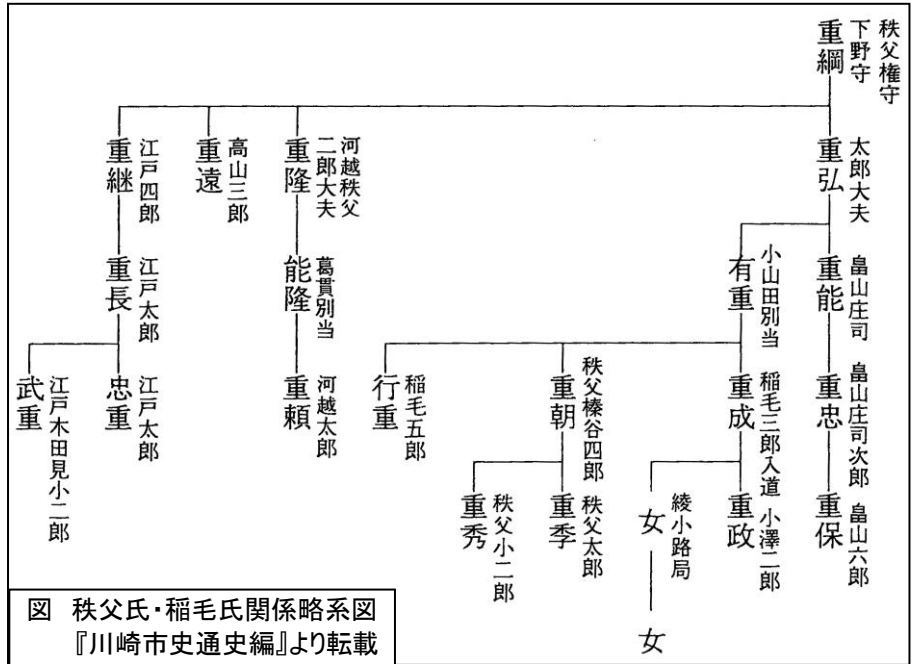 秩父権守
下野守
重綱
太郎大夫
重弘
河越秩父
二郎大夫
重隆
高山三郎
重遠
江戸四郎
重継
畠山庄司
重能
小山田別当
有重
葛貫別当
能隆
江戸太郎
重長
畠山庄司次郎
重忠
稲毛三郎入道
重成
秩父榛谷四郎
重朝
稲毛五郎
行重
河越太郎
重頼
江戸太郎
忠重
江戸木田見小二郎
武重
畠山六郎
重保
小澤二郎
重政
綾小路局
女
女
秩父太郎
重季
秩父小二郎
重秀
図 秩父氏・稲毛氏関係略系図
『川崎市史通史編』より転載